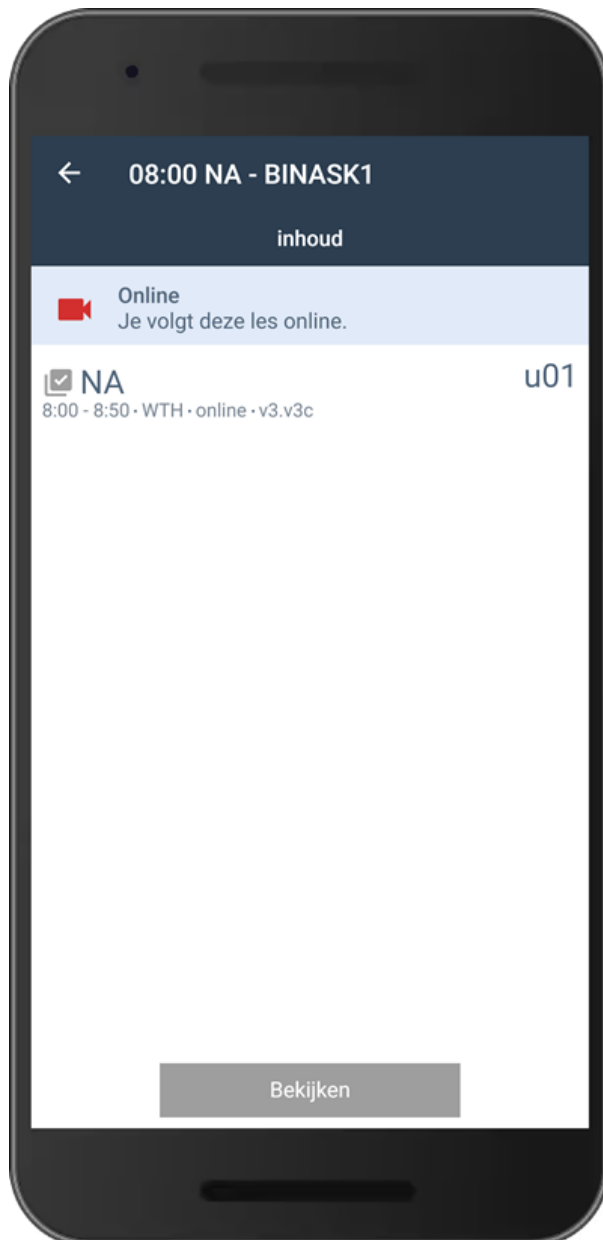 08:00 NA - BINASK1
inhoud
Online
Je volgt deze les online.
NA
u01
8:00 - 8:50 · WTH · online · v3.v3c
Bekijken